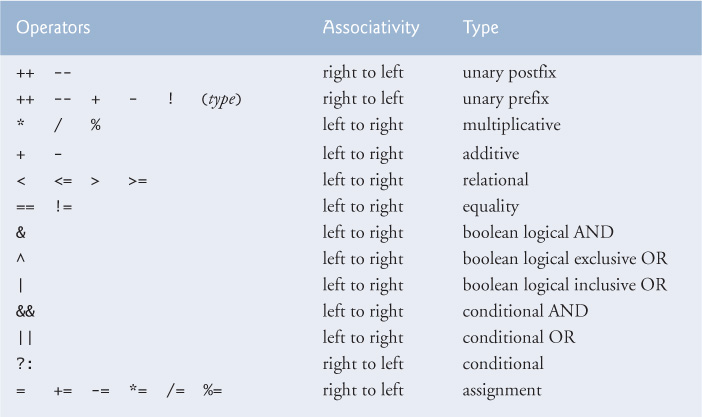 Operators Associativity Type
++ -- right to left unary postfix
++ -- + - ! (type) right to left unary prefix
* / % left to right multiplicative
+ - left to right additive
< <= > >= left to right relational
== != left to right equality
& left to right boolean logical AND
^ left to right boolean logical exclusive OR
| left to right boolean logical inclusive OR
&& left to right conditional AND
|| left to right conditional OR
?: right to left conditional
= += -= *= /= %= right to left assignment